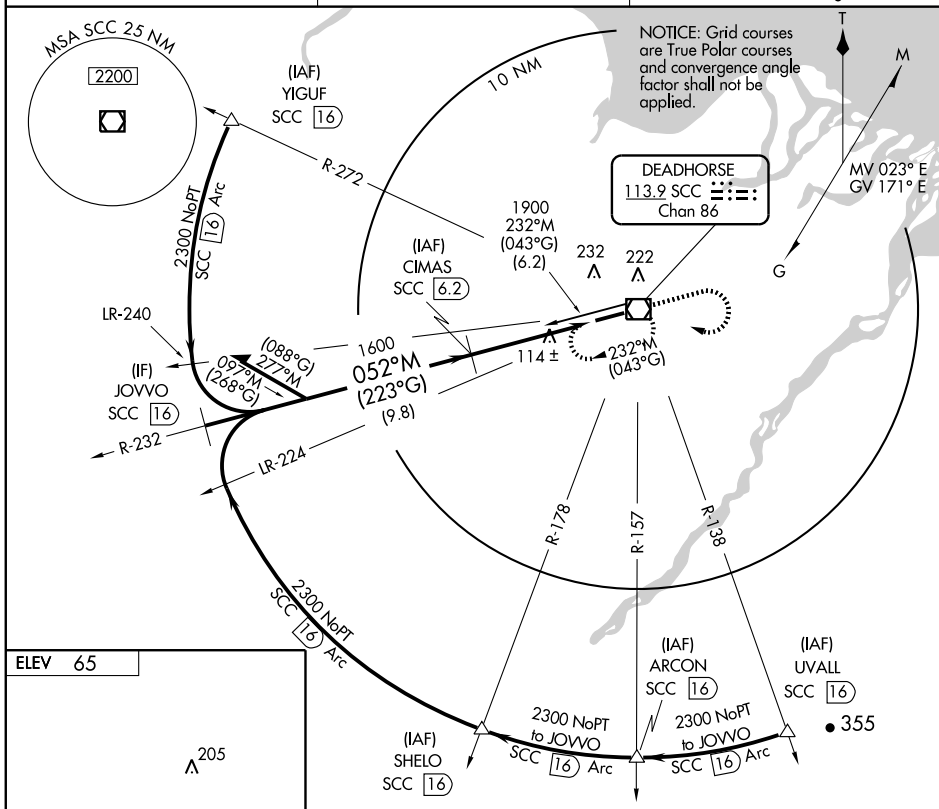 MSA SCC 25 NM
2200
(IAF)
YIGUF
SCC 16
10 NM
NOTICE: Grid courses
are True Polar courses
and convergence angle
factor shall not be
applied.
T
M
MV 023° E
GV 171° E
G
R-272
DEADHORSE
113.9 SCC
Chan 86
2300 NoPT
SCC 16 Arc
1900
232°M
(043°G)
(6.2)
232
222
(IAF)
CIMAS
SCC 6.2
LR-240
(088°G)
277°M
097°M
(268°G)
1600
052°M
(223°G)
(9.8)
114 ±
232°M
(043°G)
(IF)
JOVVO
SCC 16
R-232
LR-224
R-178
R-157
R-138
2300 NoPT
SCC 16 Arc
ELEV 65
205
(IAF)
SHELO
SCC 16
2300 NoPT
to JOVVO
SCC 16 Arc
(IAF)
ARCON
SCC 16
2300 NoPT
to JOVVO
SCC 16 Arc
(IAF)
UVALL
SCC 16
355